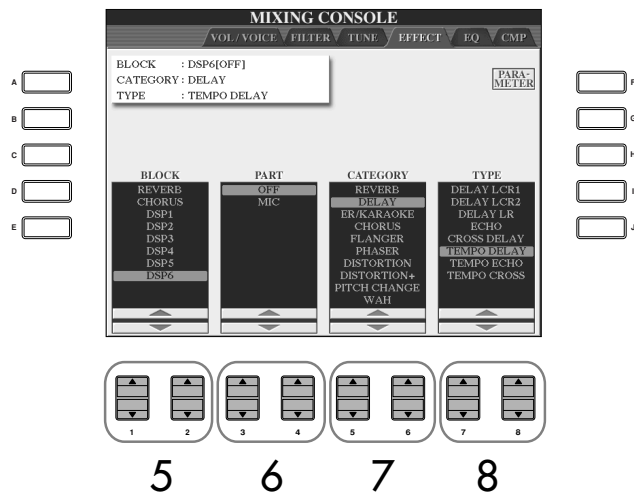 MIXING CONSOLE
VOL/VOICE FILTER TUNE EFFECT EQ CMP
BLOCK : DSP6[OFF]
CATEGORY : DELAY
TYPE : TEMPO DELAY
PARA-
METER
A
B
C
D
E
F
G
H
I
J
BLOCK
REVERB
CHORUS
DSP1
DSP2
DSP3
DSP4
DSP5
DSP6
PART
OFF
MIC
CATEGORY
REVERB
DELAY
ER/KARAOKE
CHORUS
FLANGER
PHASER
DISTORTION
DISTORTION+
PITCH CHANGE
WAH
TYPE
DELAY LCR1
DELAY LCR2
DELAY LR
ECHO
CROSS DELAY
TEMPO DELAY
TEMPO ECHO
TEMPO CROSS
1 2 3 4 5 6 7 8
5 6 7 8